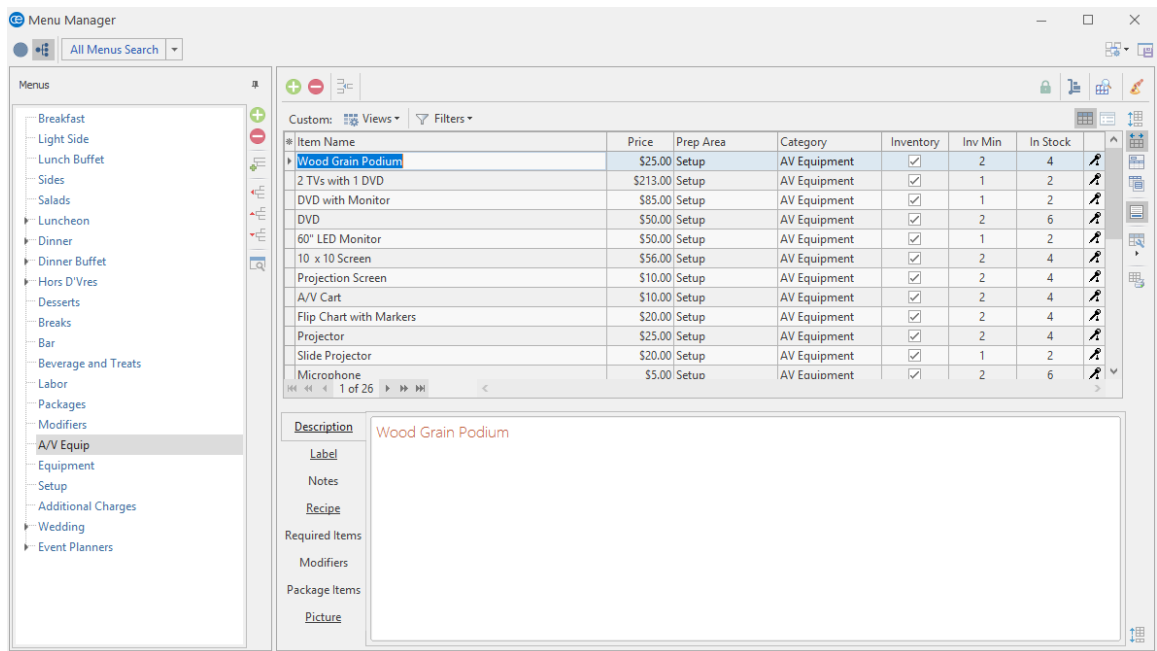 Menu Manager
All Menus Search
Menus
Breakfast
Light Side
Lunch Buffet
Sides
Salads
Luncheon
Dinner
Dinner Buffet
Hors D'Vres
Desserts
Breaks
Bar
Beverage and Treats
Labor
Packages
Modifiers
A/V Equip
Equipment
Setup
Additional Charges
Wedding
Event Planners
Custom: Views Filters
Item Name Price Prep Area Category Inventory Inv Min In Stock
Wood Grain Podium $25.00 Setup AV Equipment 2 4
2 TVs with 1 DVD $213.00 Setup AV Equipment 1 2
DVD with Monitor $85.00 Setup AV Equipment 1 2
DVD $50.00 Setup AV Equipment 2 6
60" LED Monitor $50.00 Setup AV Equipment 1 2
10 x 10 Screen $56.00 Setup AV Equipment 2 4
Projection Screen $10.00 Setup AV Equipment 2 4
A/V Cart $10.00 Setup AV Equipment 2 4
Flip Chart with Markers $20.00 Setup AV Equipment 2 4
Projector $25.00 Setup AV Equipment 2 4
Slide Projector $20.00 Setup AV Equipment 1 2
Microphone $5.00 Setup AV Equipment 2 6
1 of 26
Description
Label
Notes
Recipe
Required Items
Modifiers
Package Items
Picture
Wood Grain Podium